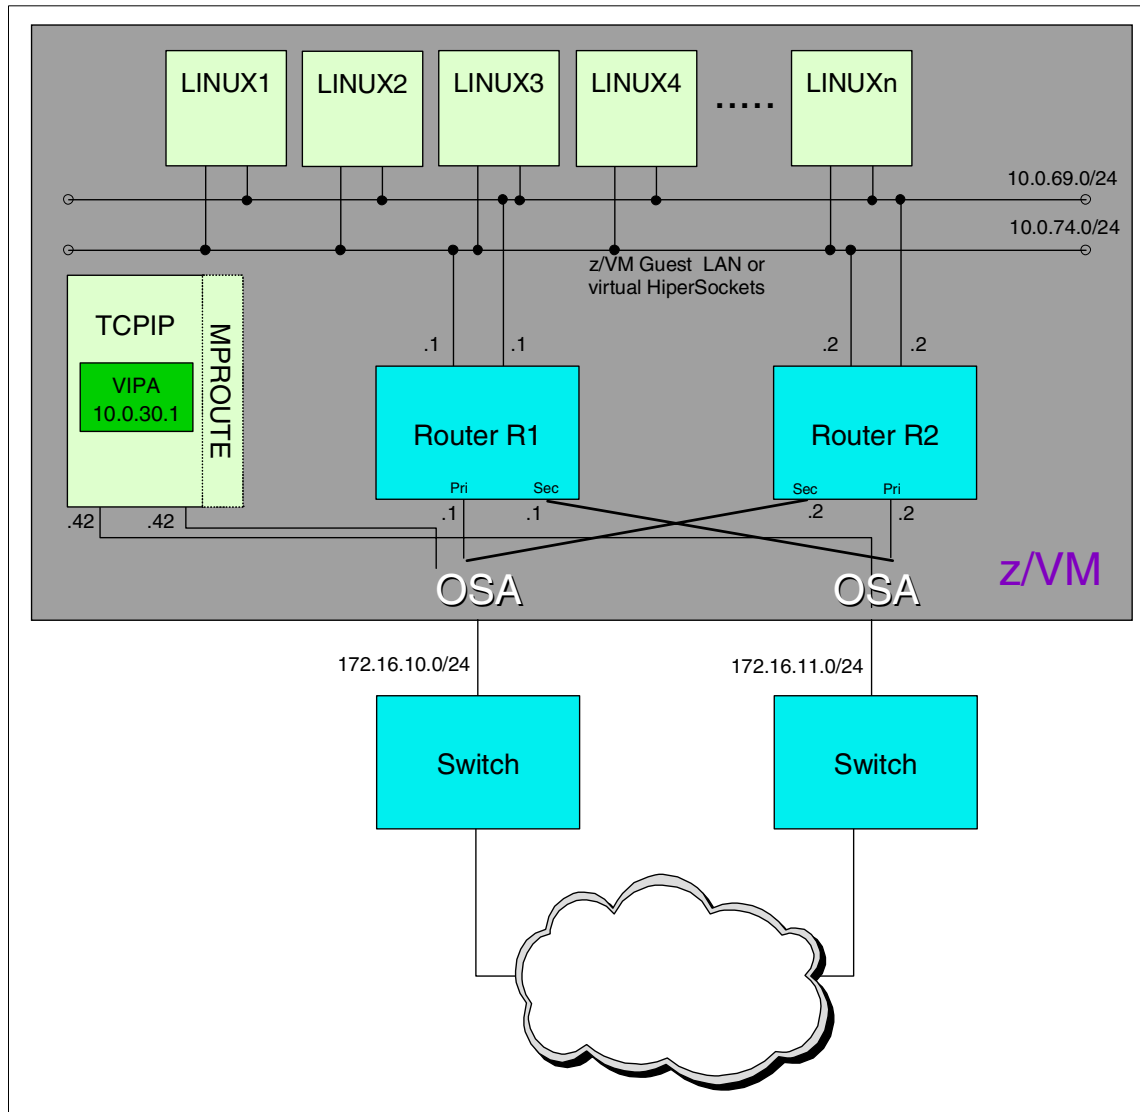 LINUX1
LINUX2
LINUX3
LINUX4
.....
LINUXn
10.0.69.0/24
10.0.74.0/24
z/VM Guest LAN or
virtual HiperSockets
TCPIP
MPROUTE
VIPA
10.0.30.1
.1
.1
.2
.2
Router R1
Router R2
Pri
Sec
Sec
Pri
.42
.42
.1
.1
.2
.2
OSA
OSA
z/VM
172.16.10.0/24
172.16.11.0/24
Switch
Switch